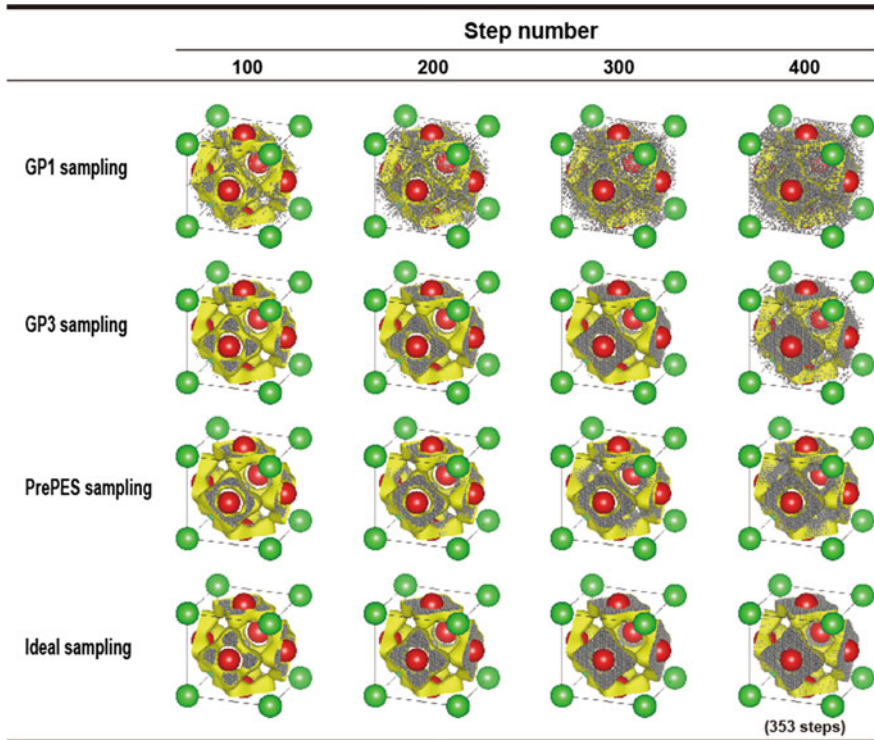 Step number
100 200 300 400
GP1 sampling
GP3 sampling
PrePES sampling
Ideal sampling
(353 steps)